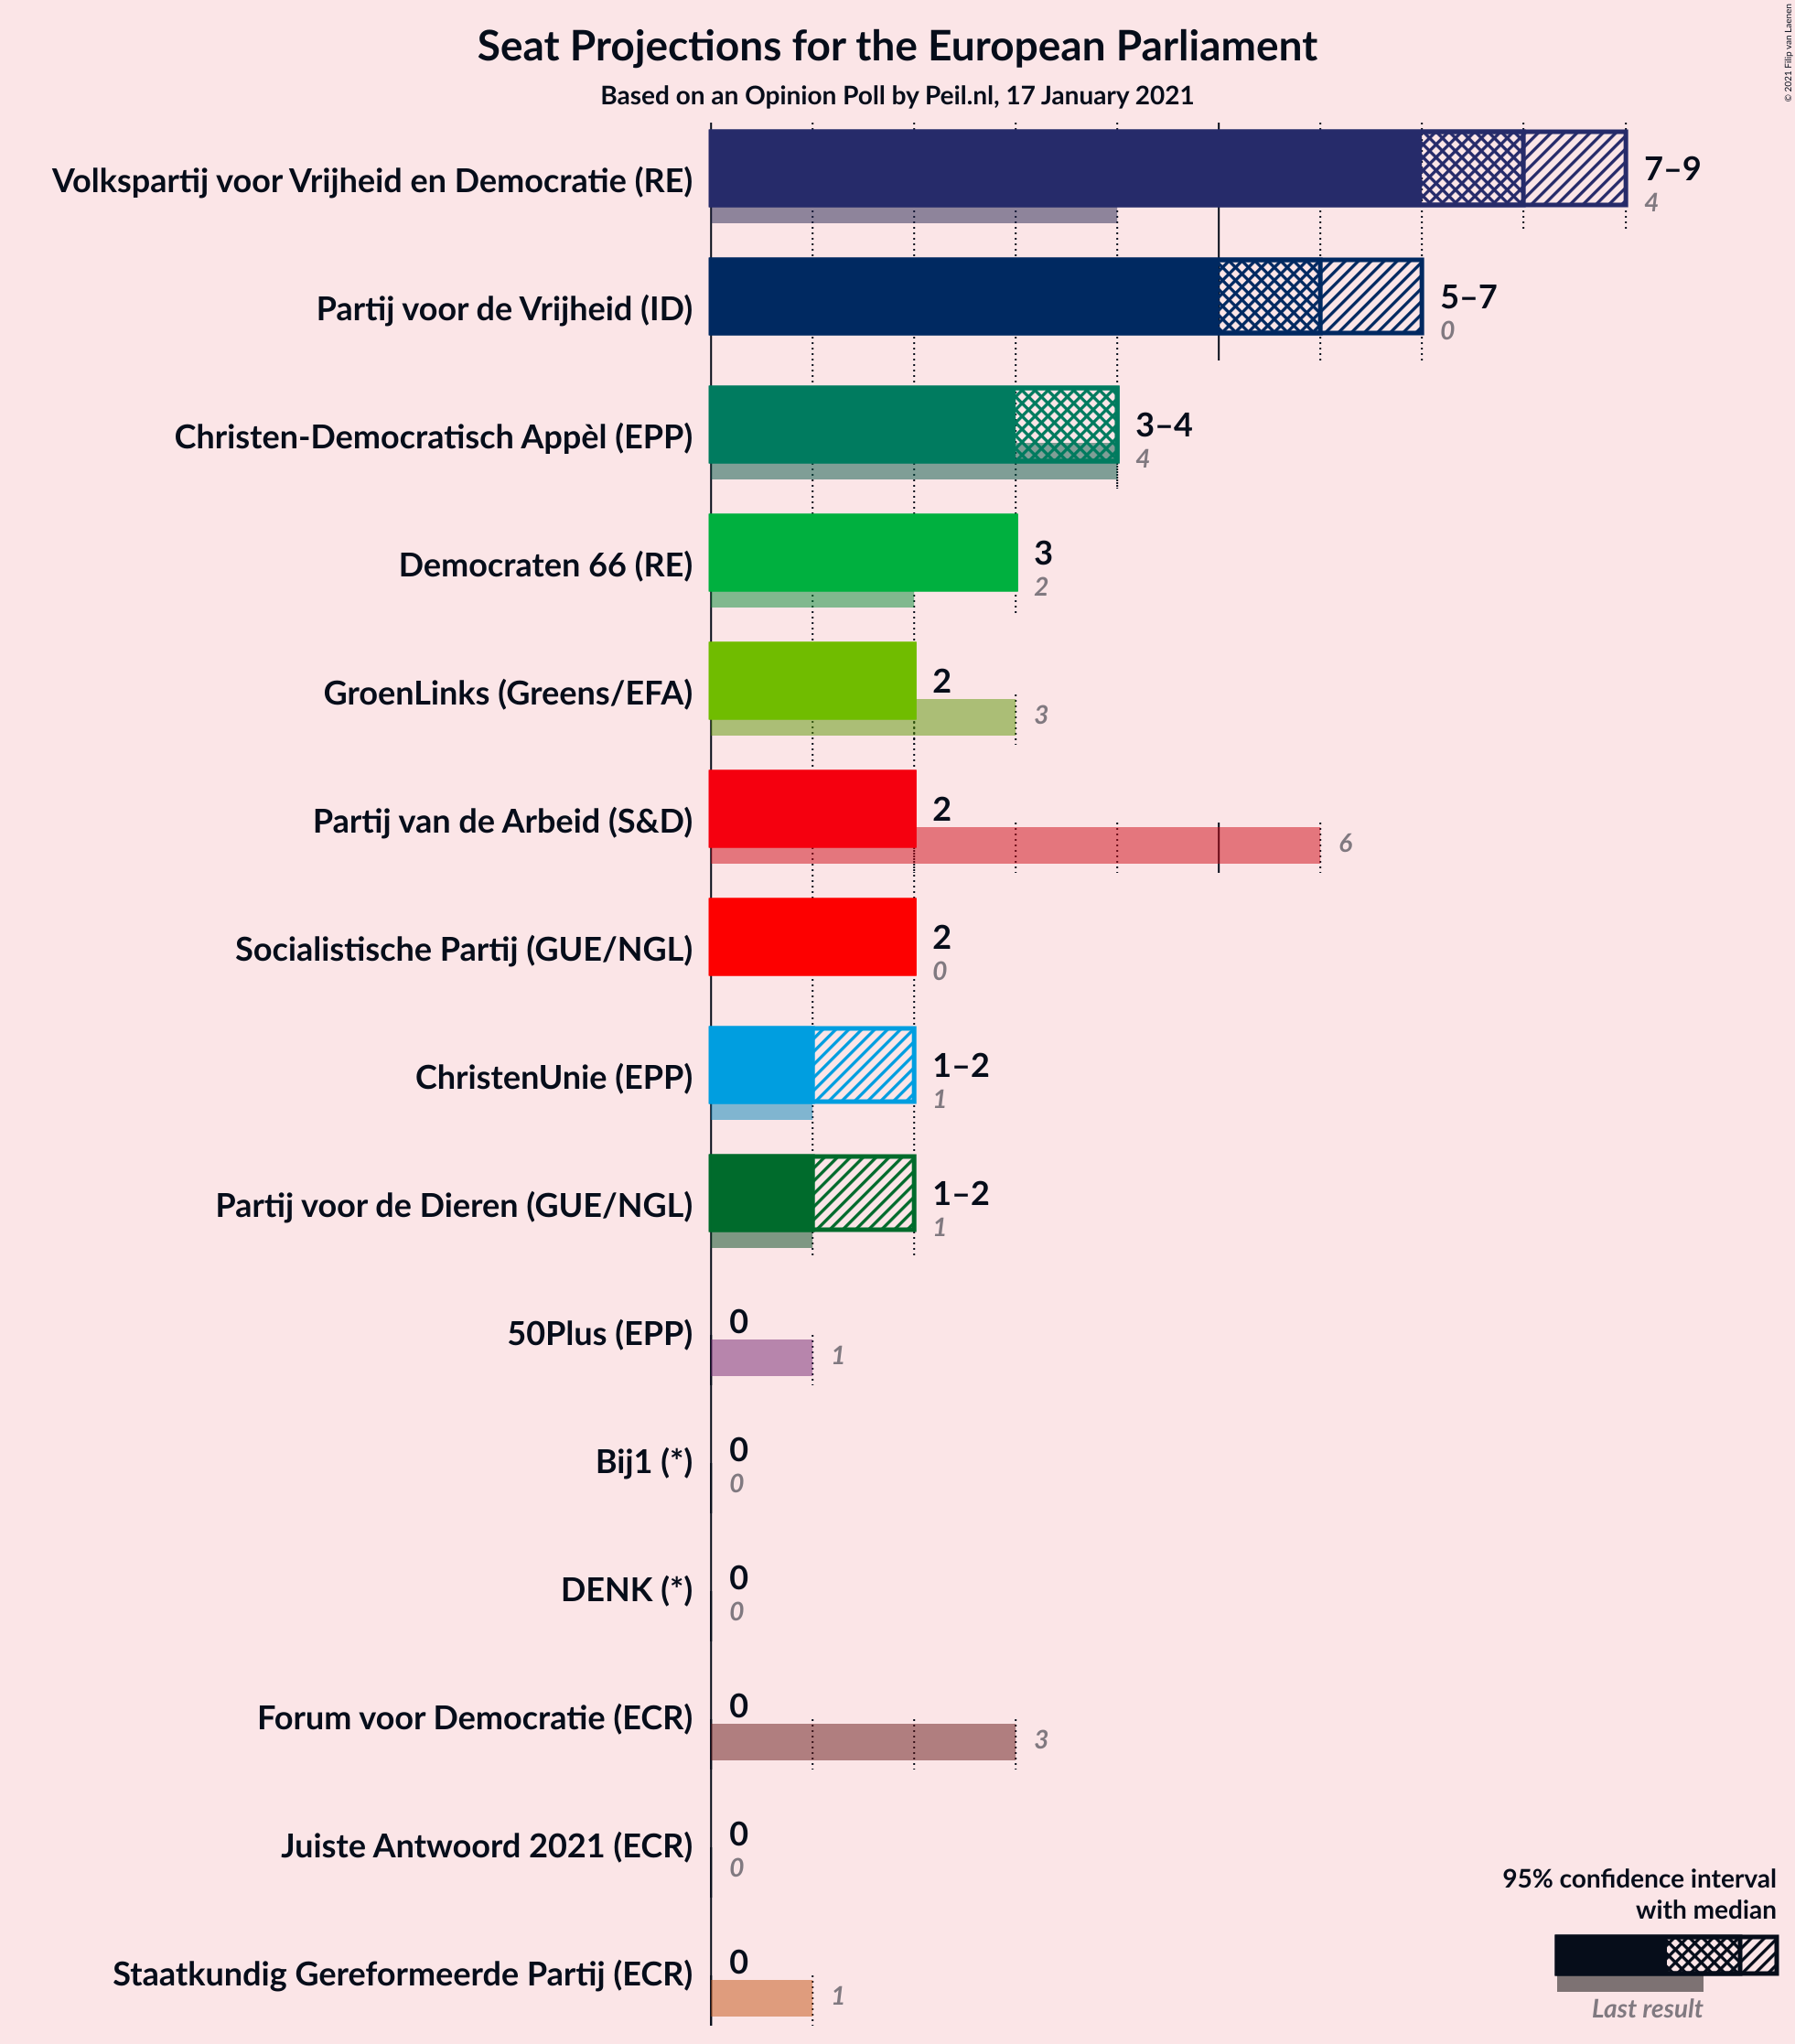 Seat Projections for the European Parliament
Based on an Opinion Poll by Peil.nl, 17 January 2021
© 2021 Filip van Laenen
Volkspartij voor Vrijheid en Democratie (RE)
7–9
4
Partij voor de Vrijheid (ID)
5–7
0
Christen-Democratisch Appèl (EPP)
3–4
4
Democraten 66 (RE)
3
2
GroenLinks (Greens/EFA)
2
3
Partij van de Arbeid (S&D)
2
6
Socialistische Partij (GUE/NGL)
2
0
ChristenUnie (EPP)
1–2
1
Partij voor de Dieren (GUE/NGL)
1–2
1
50Plus (EPP)
0
1
Bij1 (*)
0
0
DENK (*)
0
0
Forum voor Democratie (ECR)
0
3
Juiste Antwoord 2021 (ECR)
0
0
Staatkundig Gereformeerde Partij (ECR)
0
1
95% confidence interval
with median
Last result